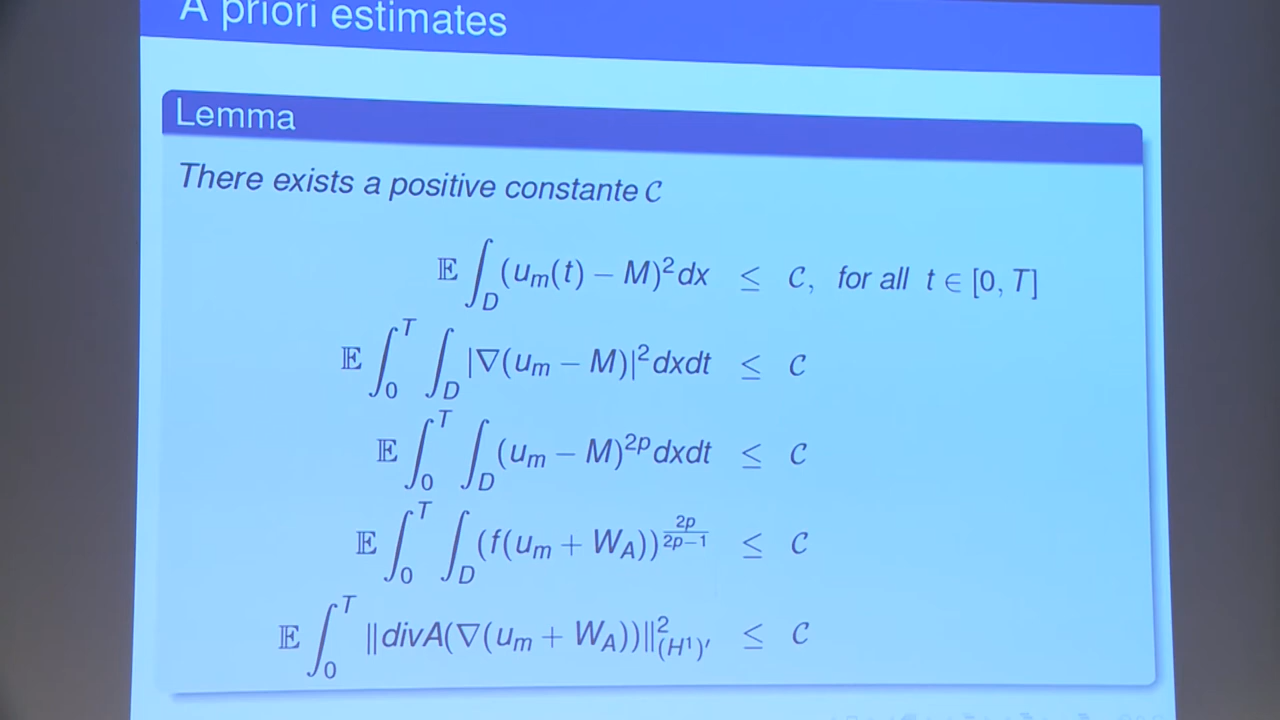 A priori estimates
Lemma
There exists a positive constante 𝒞
𝔼 ∫_D (u_m(t) − M)² dx ≤ 𝒞, for all t ∈ [0, T]
𝔼 ∫_0^T ∫_D |∇(u_m − M)|² dxdt ≤ 𝒞
𝔼 ∫_0^T ∫_D (u_m − M)^{2p} dxdt ≤ 𝒞
𝔼 ∫_0^T ∫_D (f(u_m + W_A))^{\frac{2p}{2p−1}} ≤ 𝒞
𝔼 ∫_0^T ‖divA(∇(u_m + W_A))‖²_{(H¹)′} ≤ 𝒞